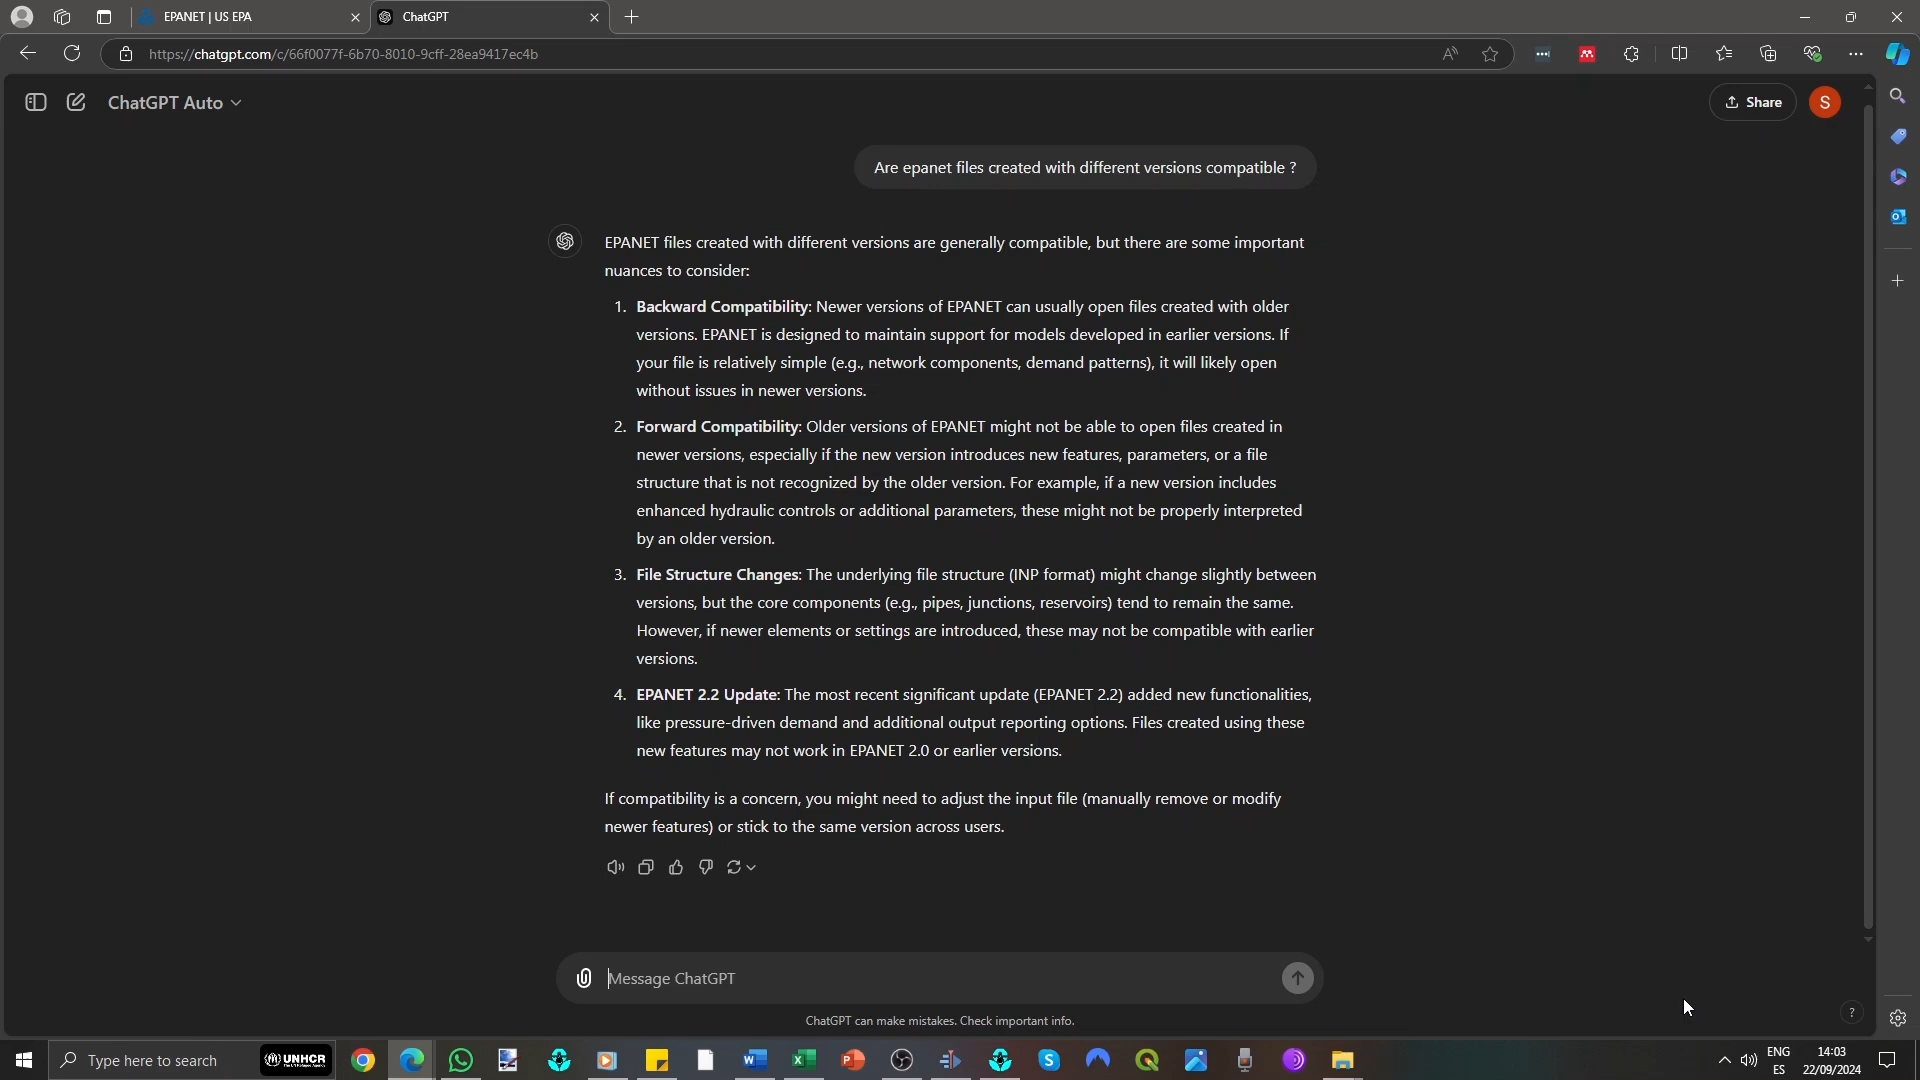 EPANET | US EPA
ChatGPT
https://chatgpt.com/c/66f0077f-6b70-8010-9cff-28ea9417ec4b
ChatGPT Auto
Share
S
Are epanet files created with different versions compatible ?
EPANET files created with different versions are generally compatible, but there are some important
nuances to consider:
1. Backward Compatibility: Newer versions of EPANET can usually open files created with older
versions. EPANET is designed to maintain support for models developed in earlier versions. If
your file is relatively simple (e.g., network components, demand patterns), it will likely open
without issues in newer versions.
2. Forward Compatibility: Older versions of EPANET might not be able to open files created in
newer versions, especially if the new version introduces new features, parameters, or a file
structure that is not recognized by the older version. For example, if a new version includes
enhanced hydraulic controls or additional parameters, these might not be properly interpreted
by an older version.
3. File Structure Changes: The underlying file structure (INP format) might change slightly between
versions, but the core components (e.g., pipes, junctions, reservoirs) tend to remain the same.
However, if newer elements or settings are introduced, these may not be compatible with earlier
versions.
4. EPANET 2.2 Update: The most recent significant update (EPANET 2.2) added new functionalities,
like pressure-driven demand and additional output reporting options. Files created using these
new features may not work in EPANET 2.0 or earlier versions.
If compatibility is a concern, you might need to adjust the input file (manually remove or modify
newer features) or stick to the same version across users.
Message ChatGPT
ChatGPT can make mistakes. Check important info.
?
Type here to search
UNHCR
ENG
ES
14:03
22/09/2024